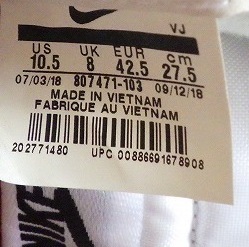 VJ
US UK EUR cm
10.5 8 42.5 27.5
07/03/18 807471-103 09/12/18
MADE IN VIETNAM
FABRIQUE AU VIETNAM
202771480 UPC 00886691678908
NIKE